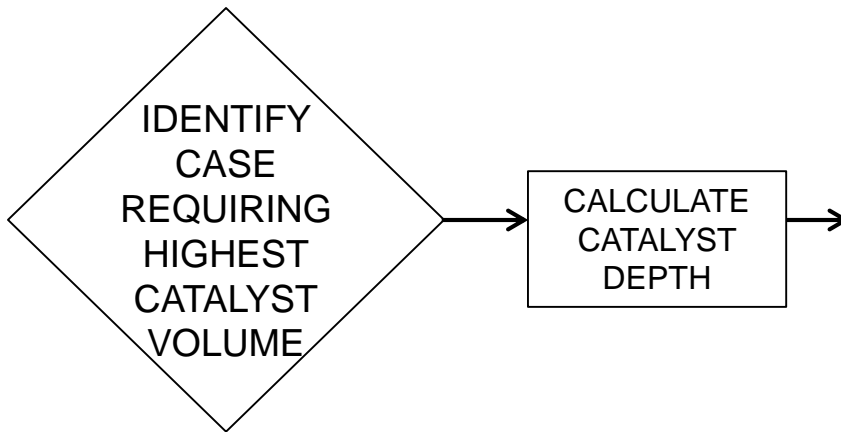 IDENTIFY
CASE
REQUIRING
HIGHEST
CATALYST
VOLUME
CALCULATE
CATALYST
DEPTH